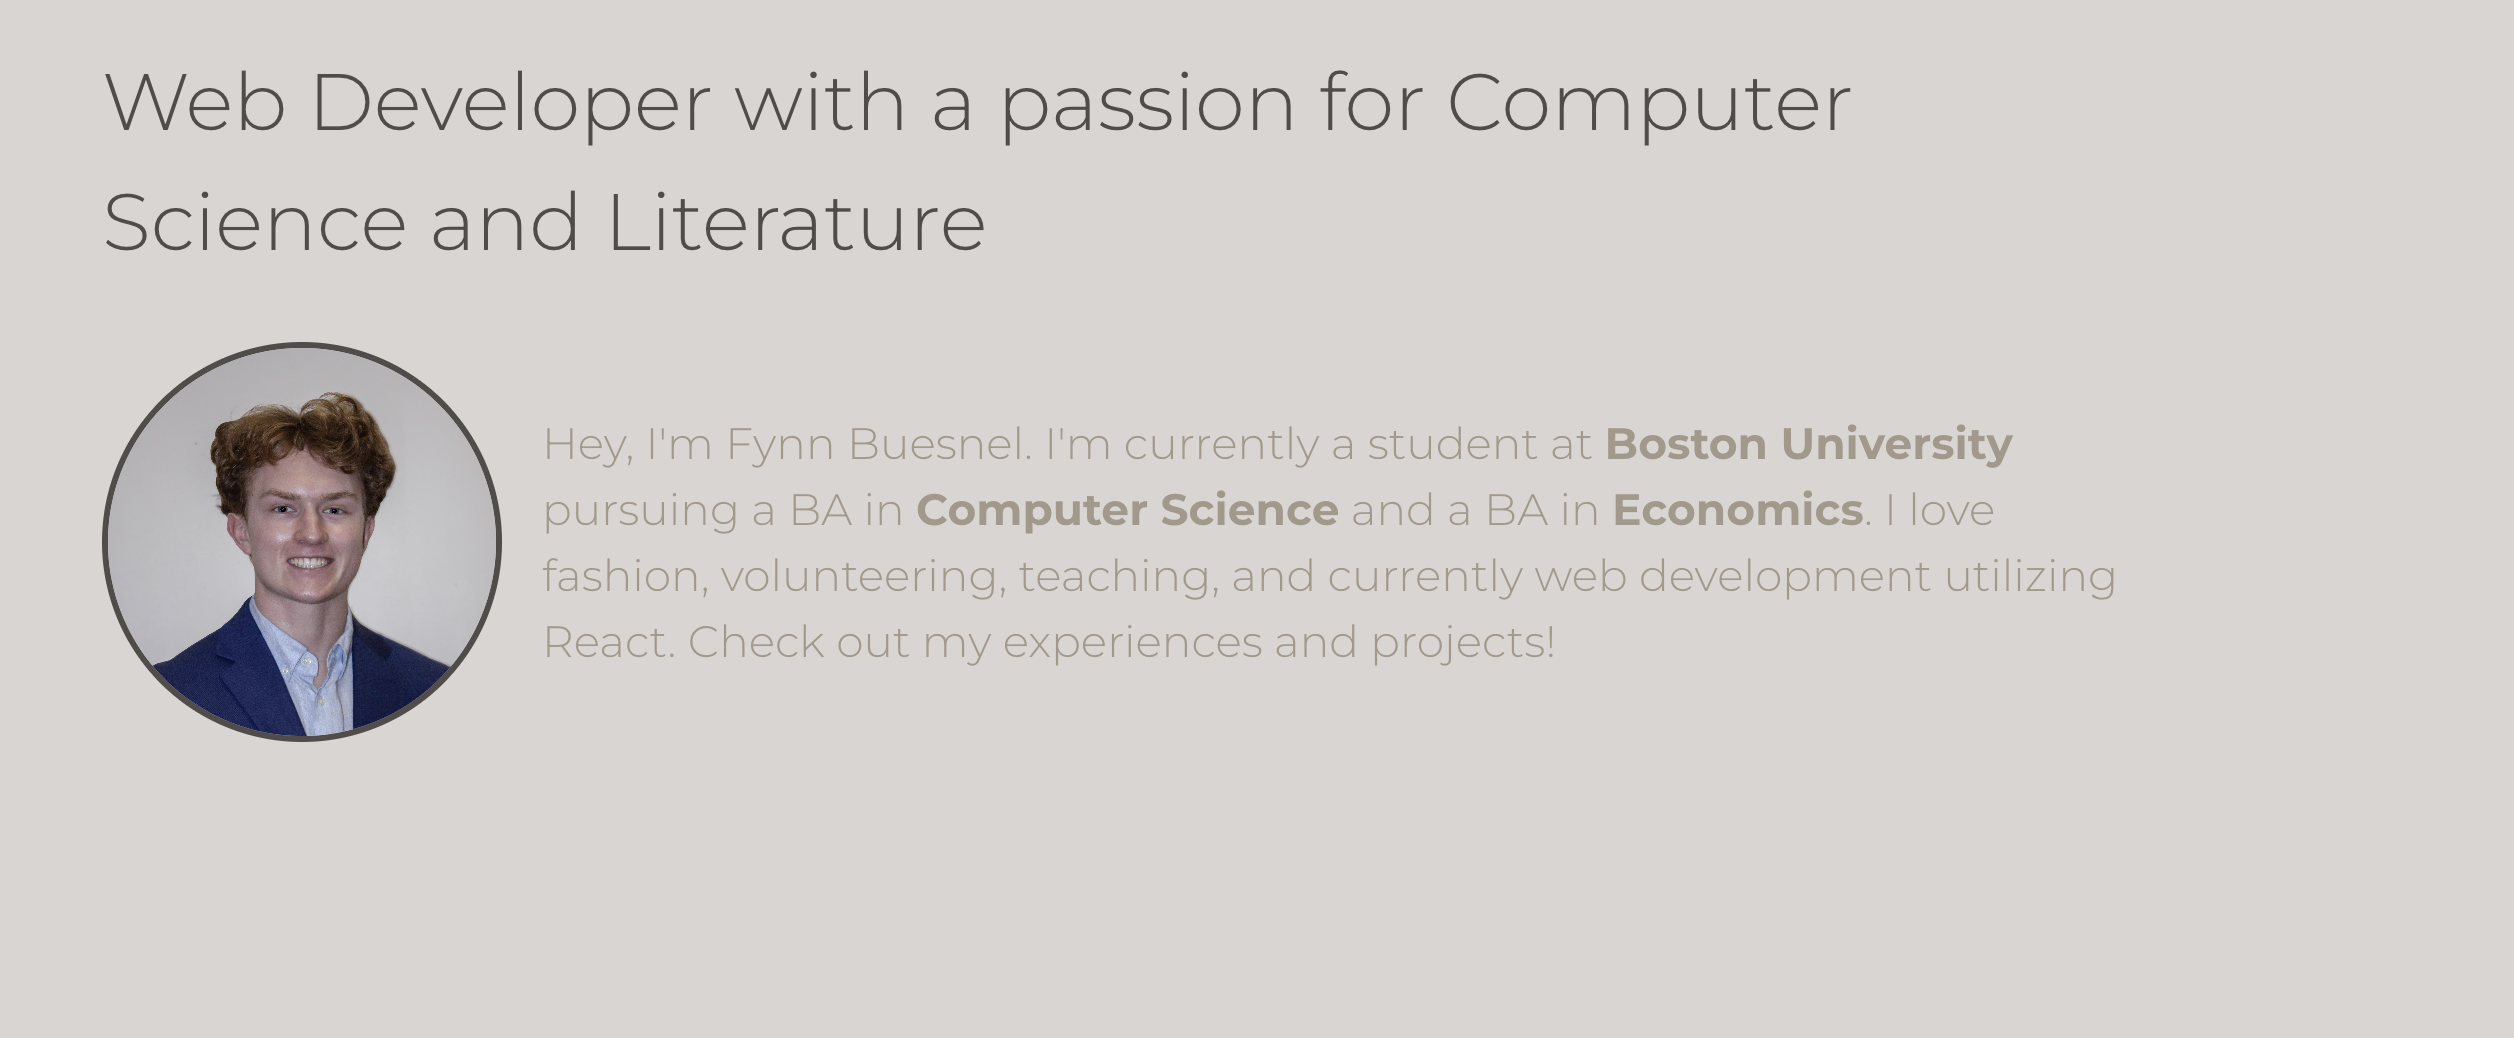 Web Developer with a passion for Computer
Science and Literature
Hey, I'm Fynn Buesnel. I'm currently a student at Boston University
pursuing a BA in Computer Science and a BA in Economics. I love
fashion, volunteering, teaching, and currently web development utilizing
React. Check out my experiences and projects!